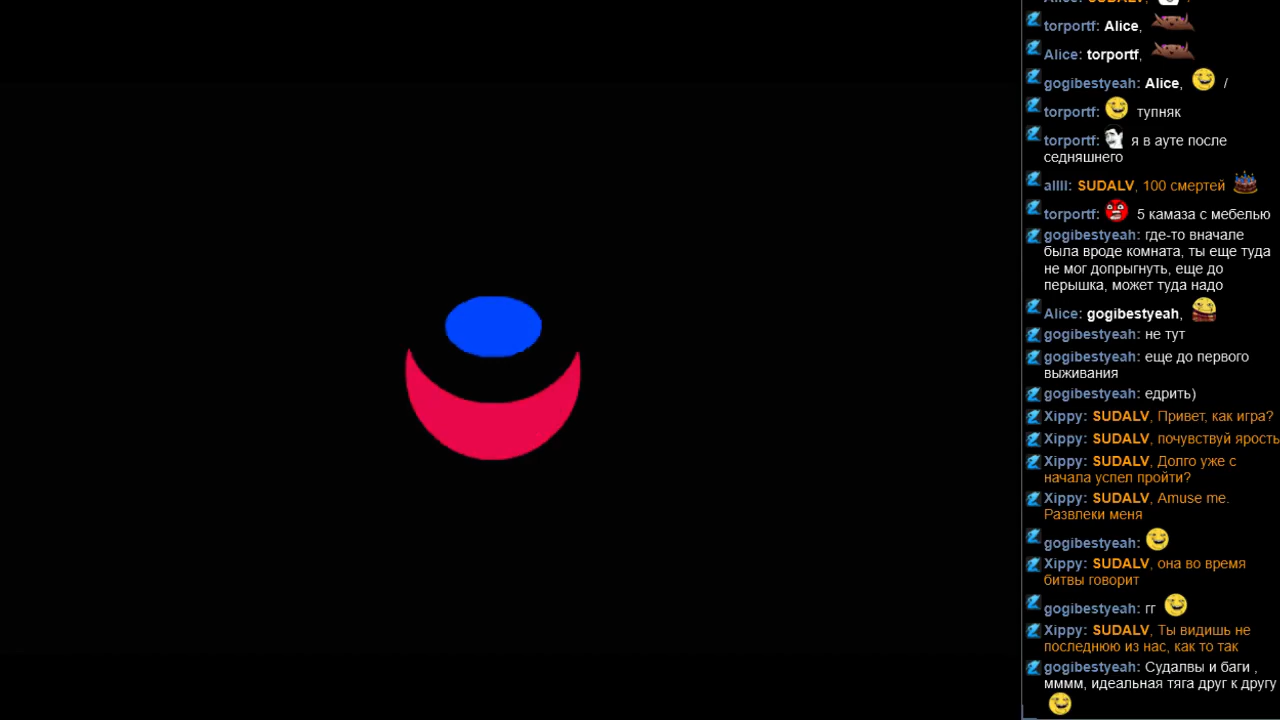 torportf: Alice,
Alice: torportf,
gogibestyeah: Alice, /
torportf: тупняк
torportf: я в ауте после
седняшнего
allll: SUDALV, 100 смертей
torportf: 5 камаза с мебелью
gogibestyeah: где-то вначале
была вроде комната, ты еще туда
не мог допрыгнуть, еще до
перышка, может туда надо
Alice: gogibestyeah,
gogibestyeah: не тут
gogibestyeah: еще до первого
выживания
gogibestyeah: едрить)
Xippy: SUDALV, Привет, как игра?
Xippy: SUDALV, почувствуй ярость
Xippy: SUDALV, Долго уже с
начала успел пройти?
Xippy: SUDALV, Amuse me.
Развлеки меня
gogibestyeah:
Xippy: SUDALV, она во время
битвы говорит
gogibestyeah: гг
Xippy: SUDALV, Ты видишь не
последнюю из нас, как то так
gogibestyeah: Судалвы и баги ,
мммм, идеальная тяга друг к другу